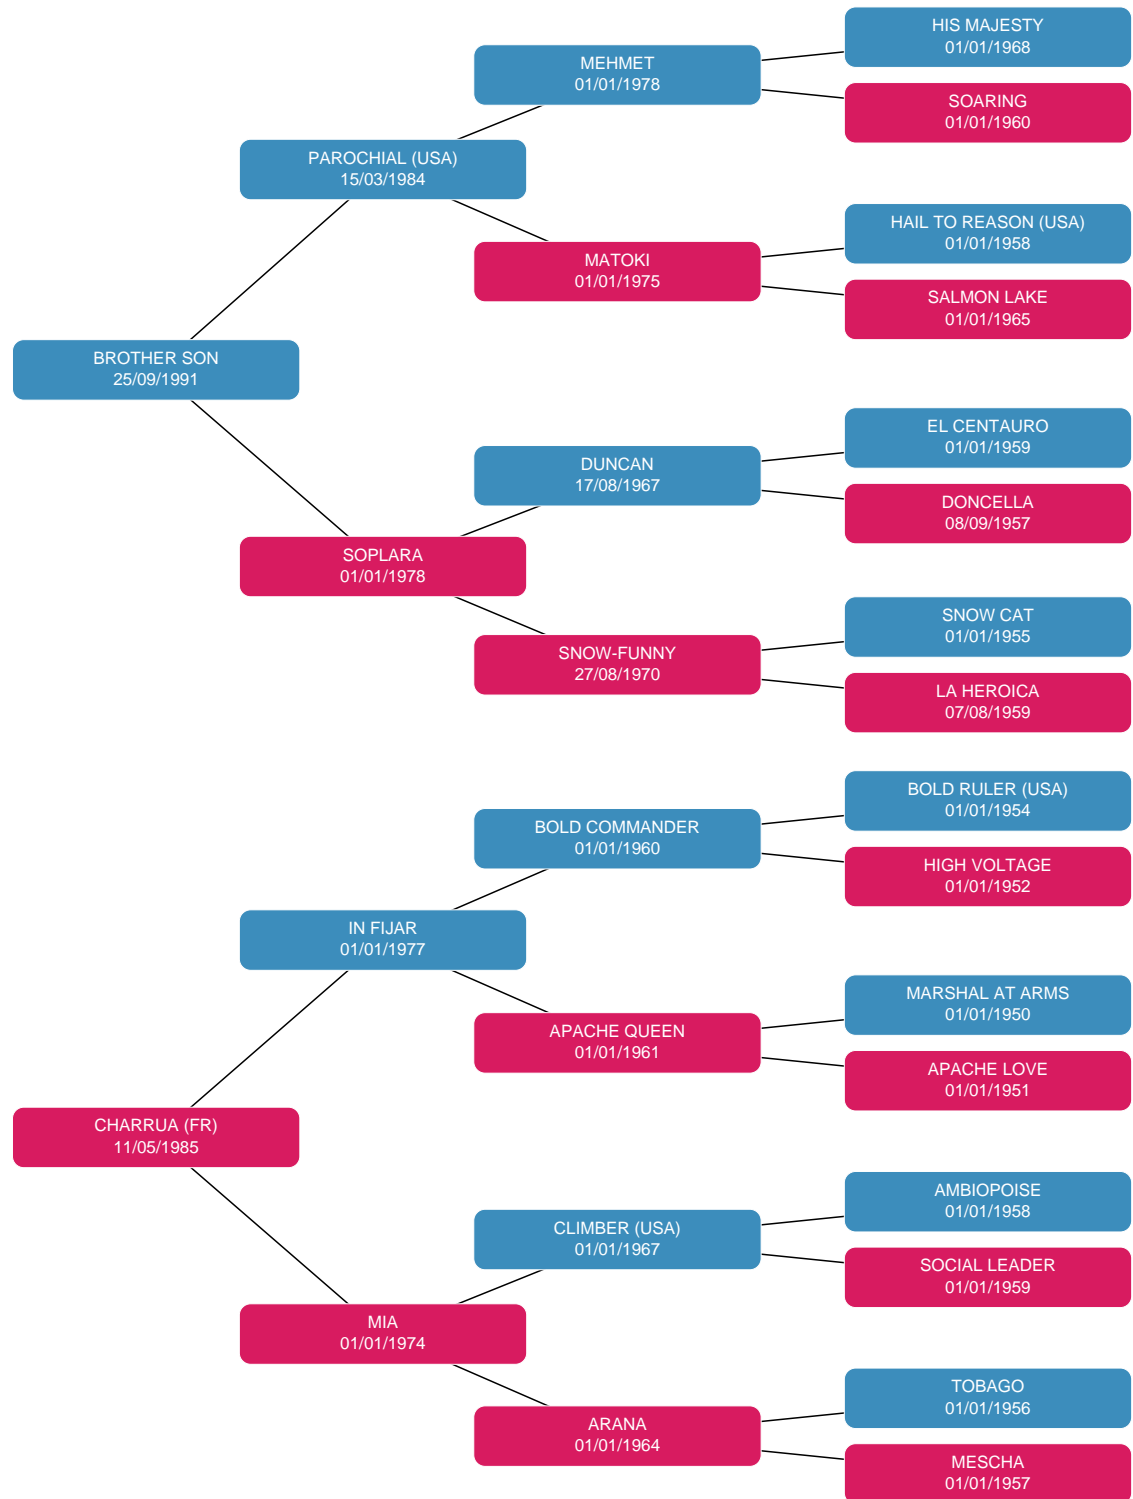 HIS MAJESTY
01/01/1968
MEHMET
01/01/1978
SOARING
01/01/1960
PAROCHIAL (USA)
15/03/1984
HAIL TO REASON (USA)
01/01/1958
MATOKI
01/01/1975
SALMON LAKE
01/01/1965
BROTHER SON
25/09/1991
EL CENTAURO
01/01/1959
DUNCAN
17/08/1967
DONCELLA
08/09/1957
SOPLARA
01/01/1978
SNOW CAT
01/01/1955
SNOW-FUNNY
27/08/1970
LA HEROICA
07/08/1959
BOLD RULER (USA)
01/01/1954
BOLD COMMANDER
01/01/1960
HIGH VOLTAGE
01/01/1952
IN FIJAR
01/01/1977
MARSHAL AT ARMS
01/01/1950
APACHE QUEEN
01/01/1961
APACHE LOVE
01/01/1951
CHARRUA (FR)
11/05/1985
AMBIOPOISE
01/01/1958
CLIMBER (USA)
01/01/1967
SOCIAL LEADER
01/01/1959
MIA
01/01/1974
TOBAGO
01/01/1956
ARANA
01/01/1964
MESCHA
01/01/1957